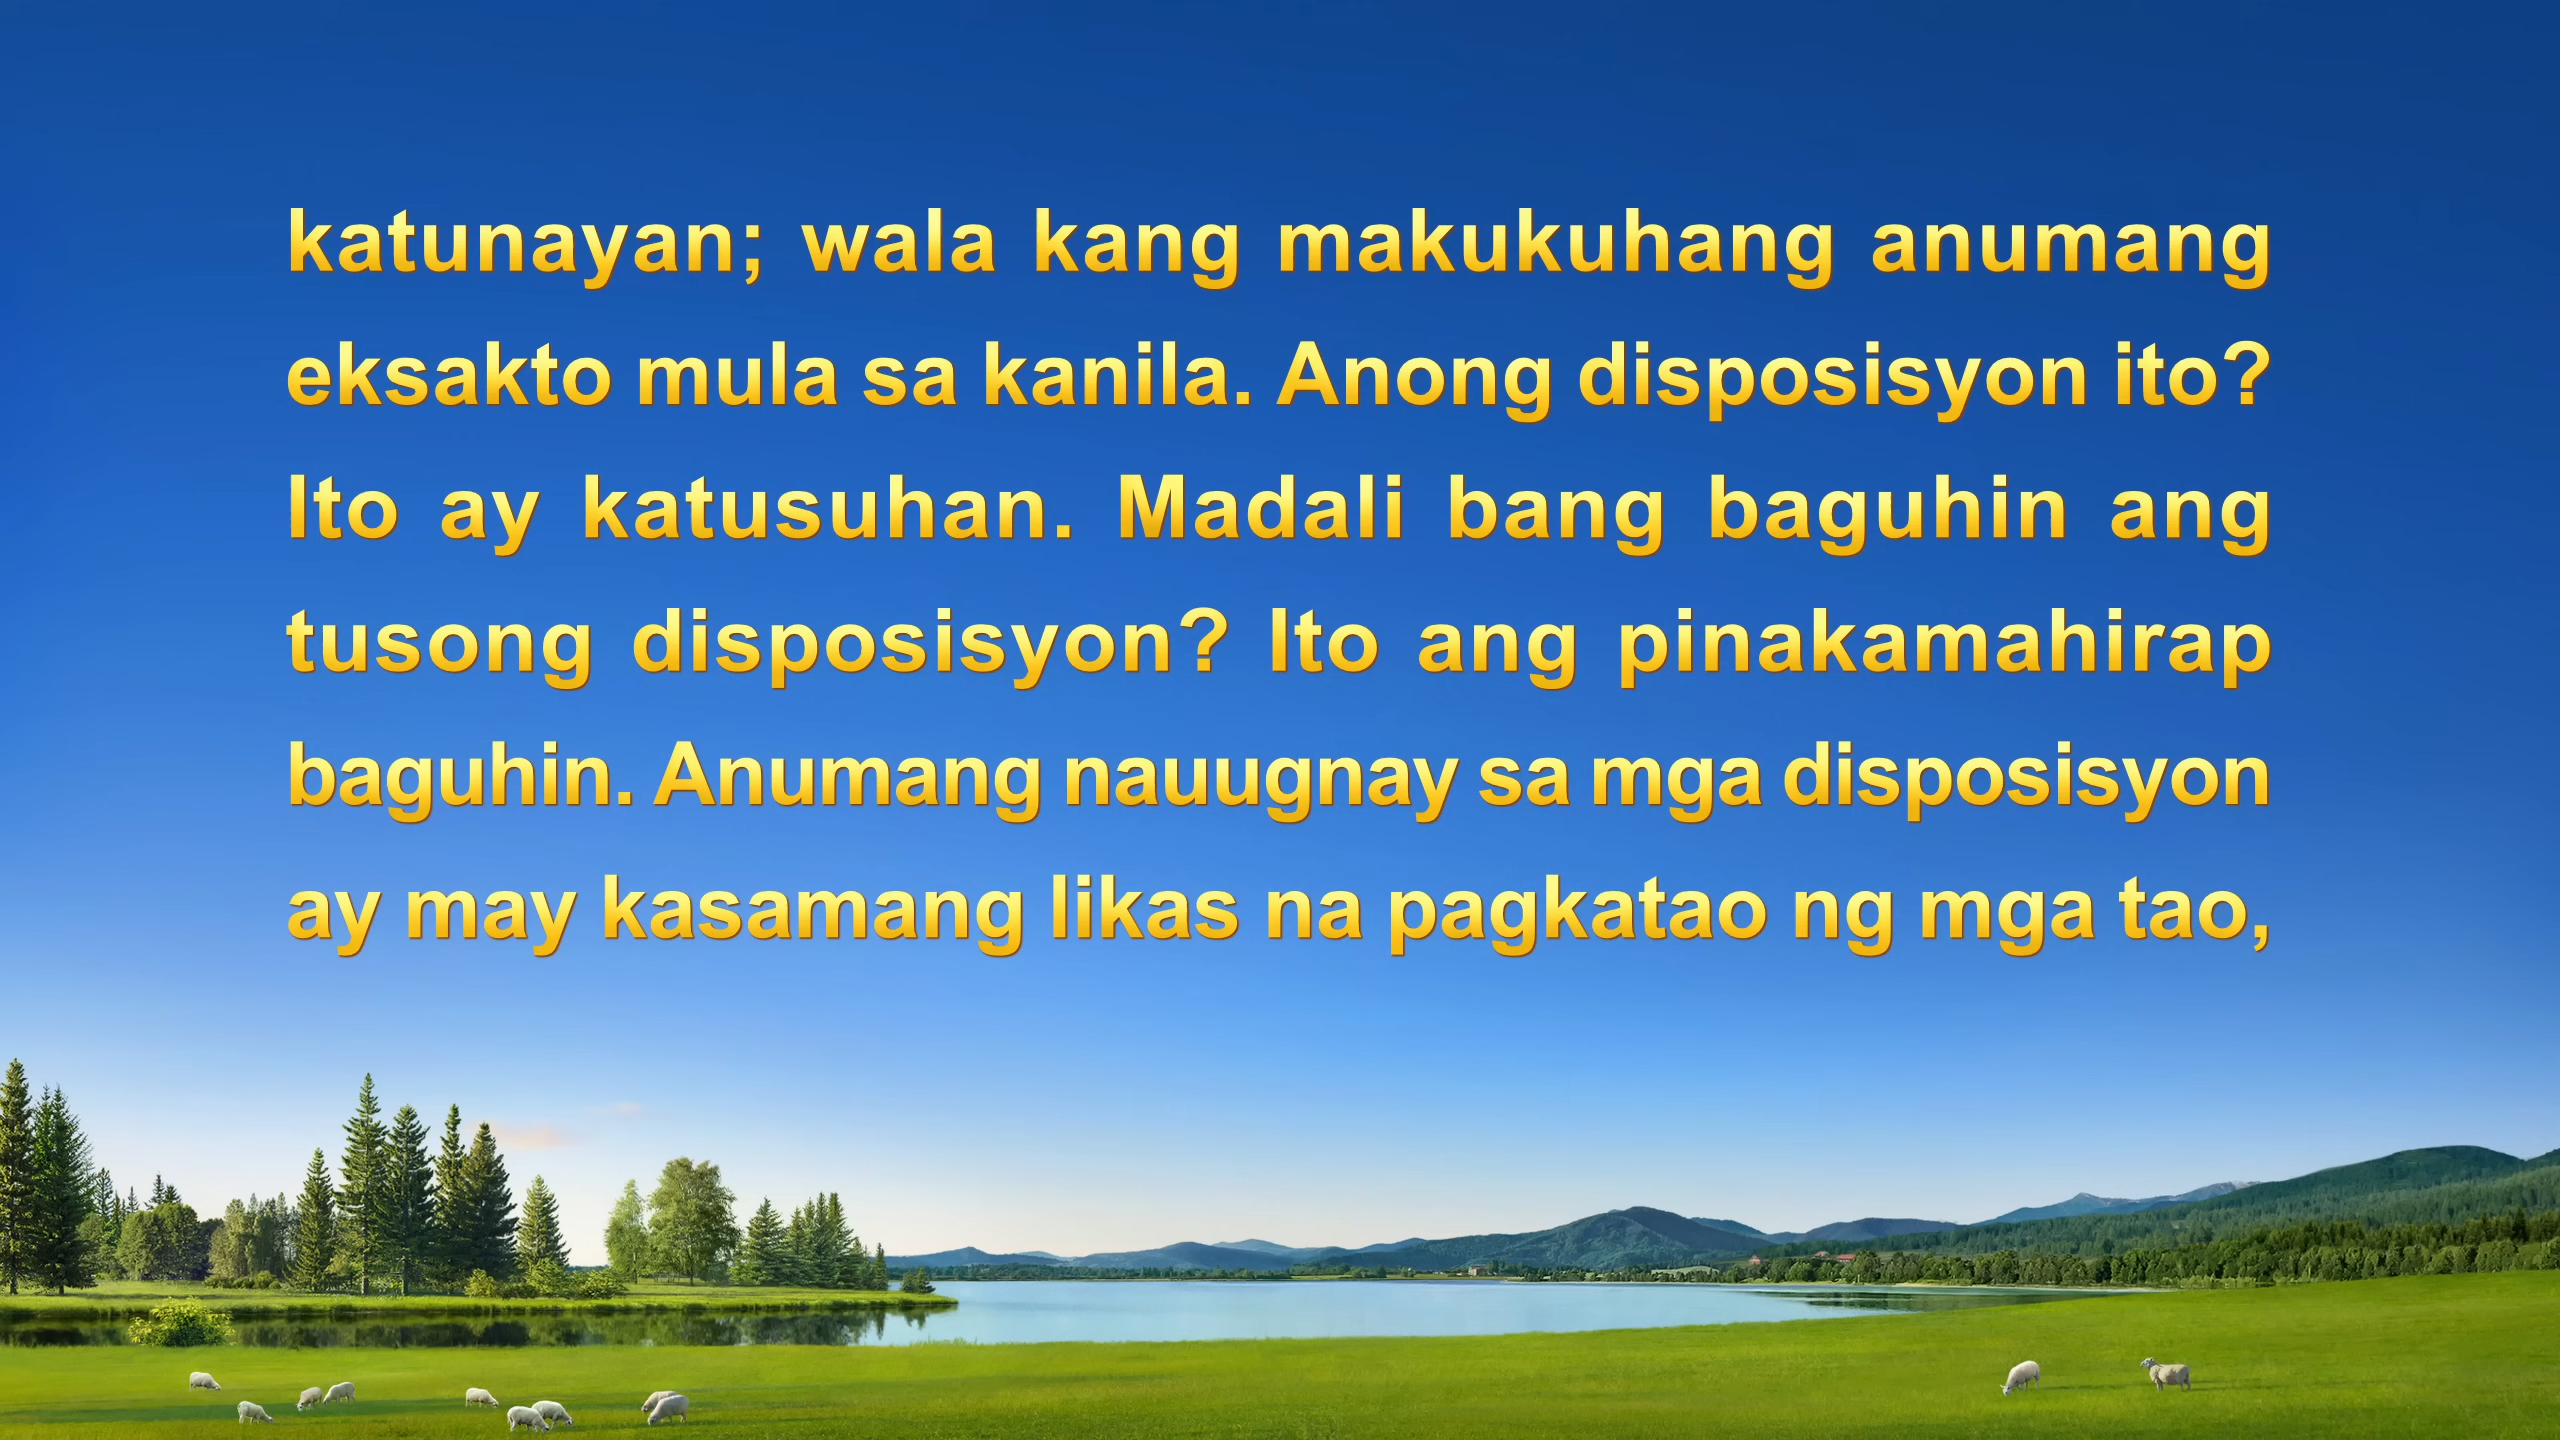 katunayan; wala kang makukuhang anumang
eksakto mula sa kanila. Anong disposisyon ito?
Ito ay katusuhan. Madali bang baguhin ang
tusong disposisyon? Ito ang pinakamahirap
baguhin. Anumang nauugnay sa mga disposisyon
ay may kasamang likas na pagkatao ng mga tao,